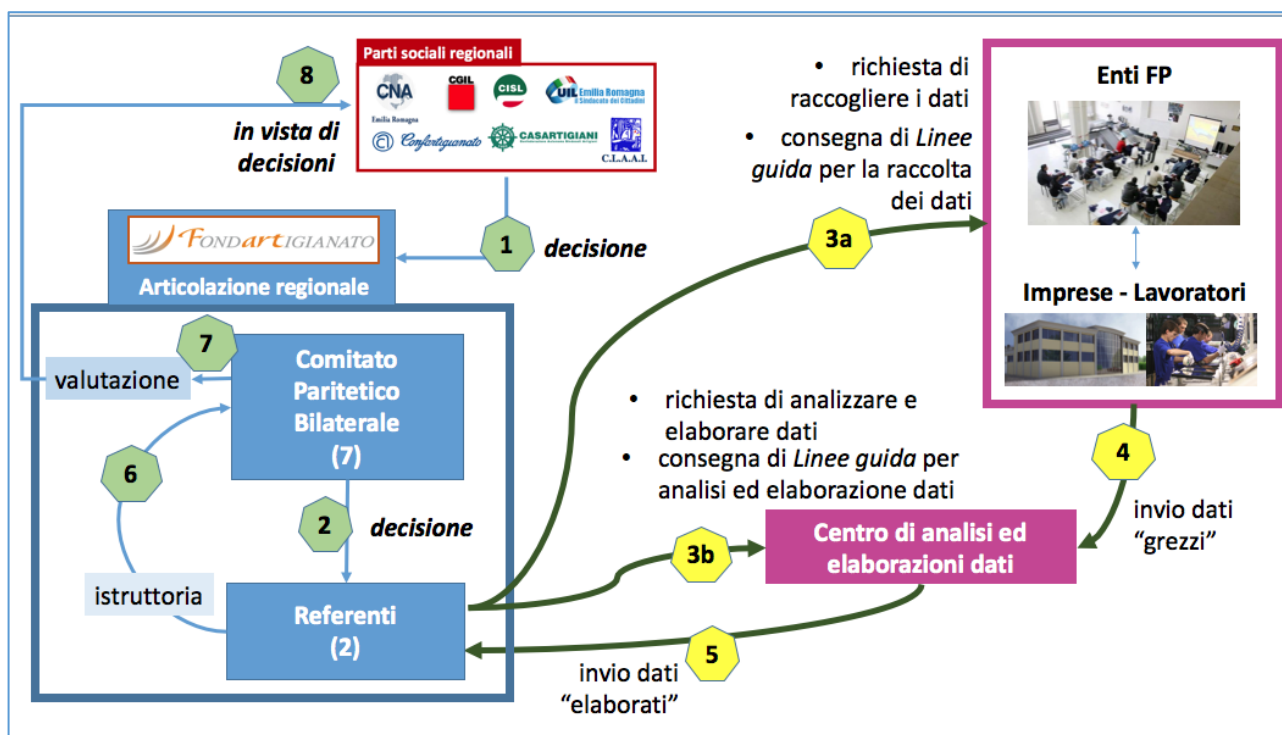 8
in vista di
decisioni
Parti sociali regionali
CNA
Emilia Romagna
CGIL
CISL
UIL Emilia Romagna
il Sindacato dei Cittadini
Confartigianato
CASARTIGIANI
C.L.A.A.I.
1
decisione
FONDARTIGIANATO
Articolazione regionale
7
valutazione
Comitato
Paritetico
Bilaterale
(7)
6
2
decisione
istruttoria
Referenti
(2)
• richiesta di
raccogliere i dati
• consegna di Linee
guida per la raccolta
dei dati
3a
Enti FP
Imprese - Lavoratori
• richiesta di analizzare e
elaborare dati
• consegna di Linee guida per
analisi ed elaborazione dati
3b
Centro di analisi ed
elaborazioni dati
4
invio dati
“grezzi”
5
invio dati
“elaborati”